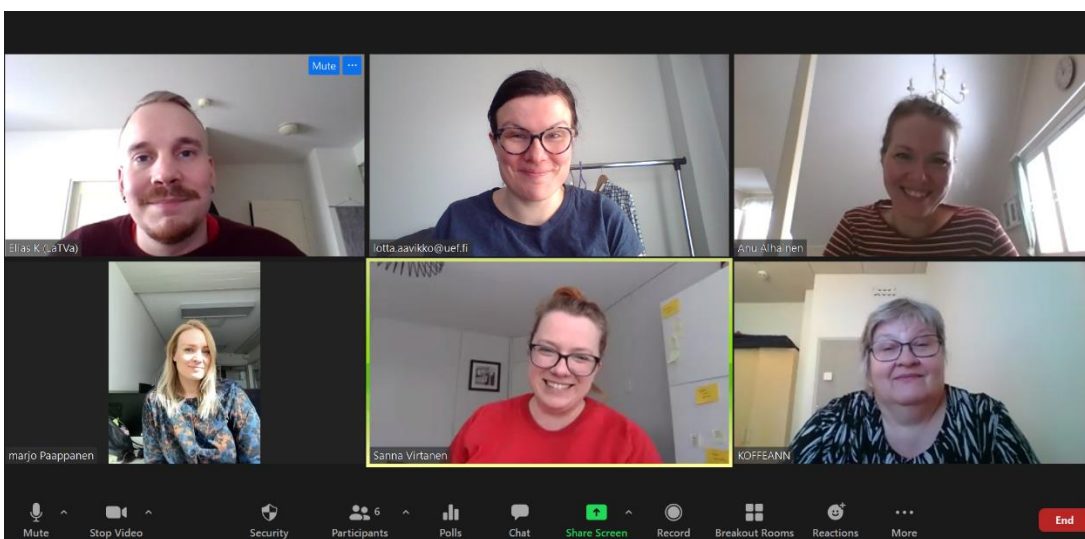 Mute ...
Elias K (LaTVa)
lotta.aavikko@uef.fi
Anu Alhainen
marjo Paappanen
Sanna Virtanen
KOFFEANN
6
Mute
Stop Video
Security
Participants
Polls
Chat
Share Screen
Record
Breakout Rooms
Reactions
More
End